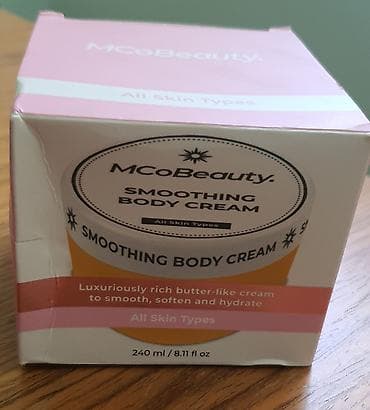 MCoBeauty.
All Skin Types
MCoBeauty.
SMOOTHING
BODY CREAM
All Skin Types
SMOOTHING BODY CREAM
Luxuriously rich butter-like cream
to smooth, soften and hydrate
All Skin Types
240 ml / 8.11 fl oz